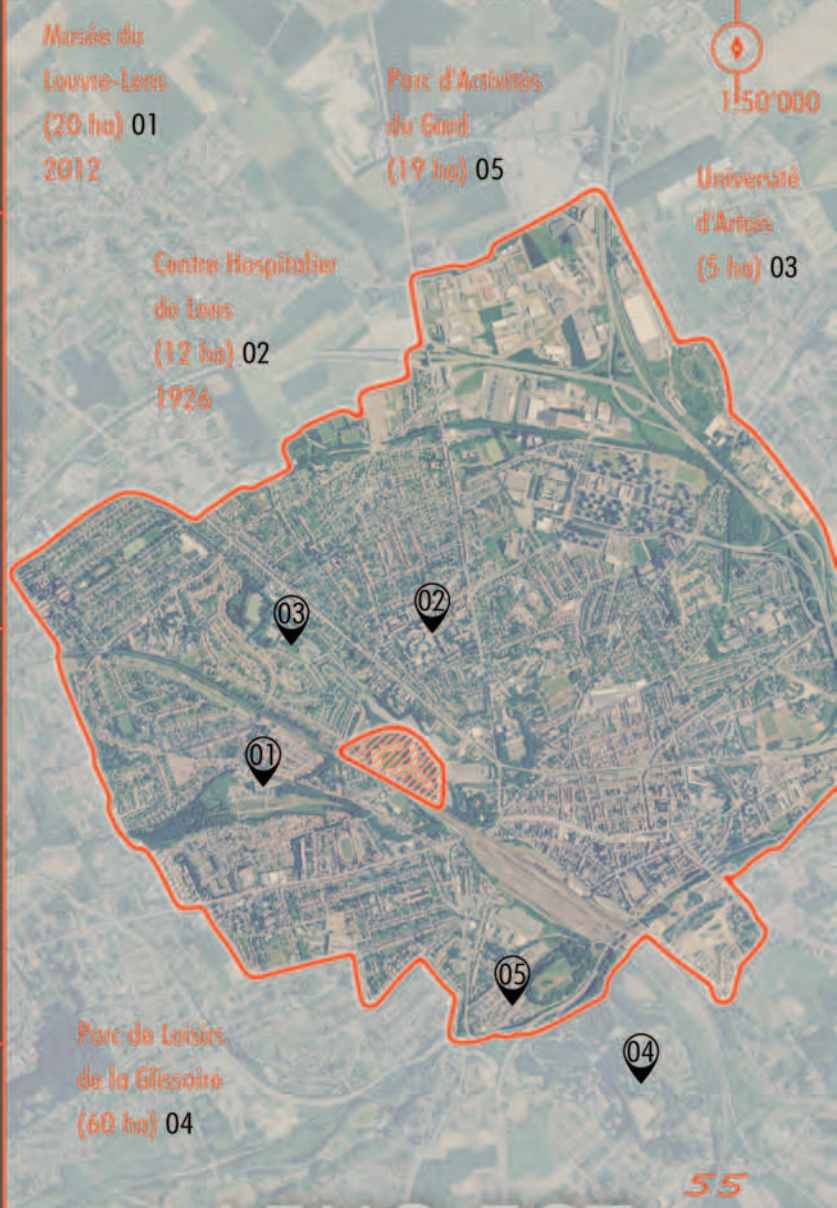 Musée du
Louvre-Lens
(20 ha) 01
2012
Parc d'Activités
du Gard
(19 ha) 05
1:50'000
Université
d'Artois
(5 ha) 03
Centre Hospitalier
de Lens
(12 ha) 02
1926
03
02
01
05
04
Parc de Loisirs
de la Glissoire
(60 ha) 04
55